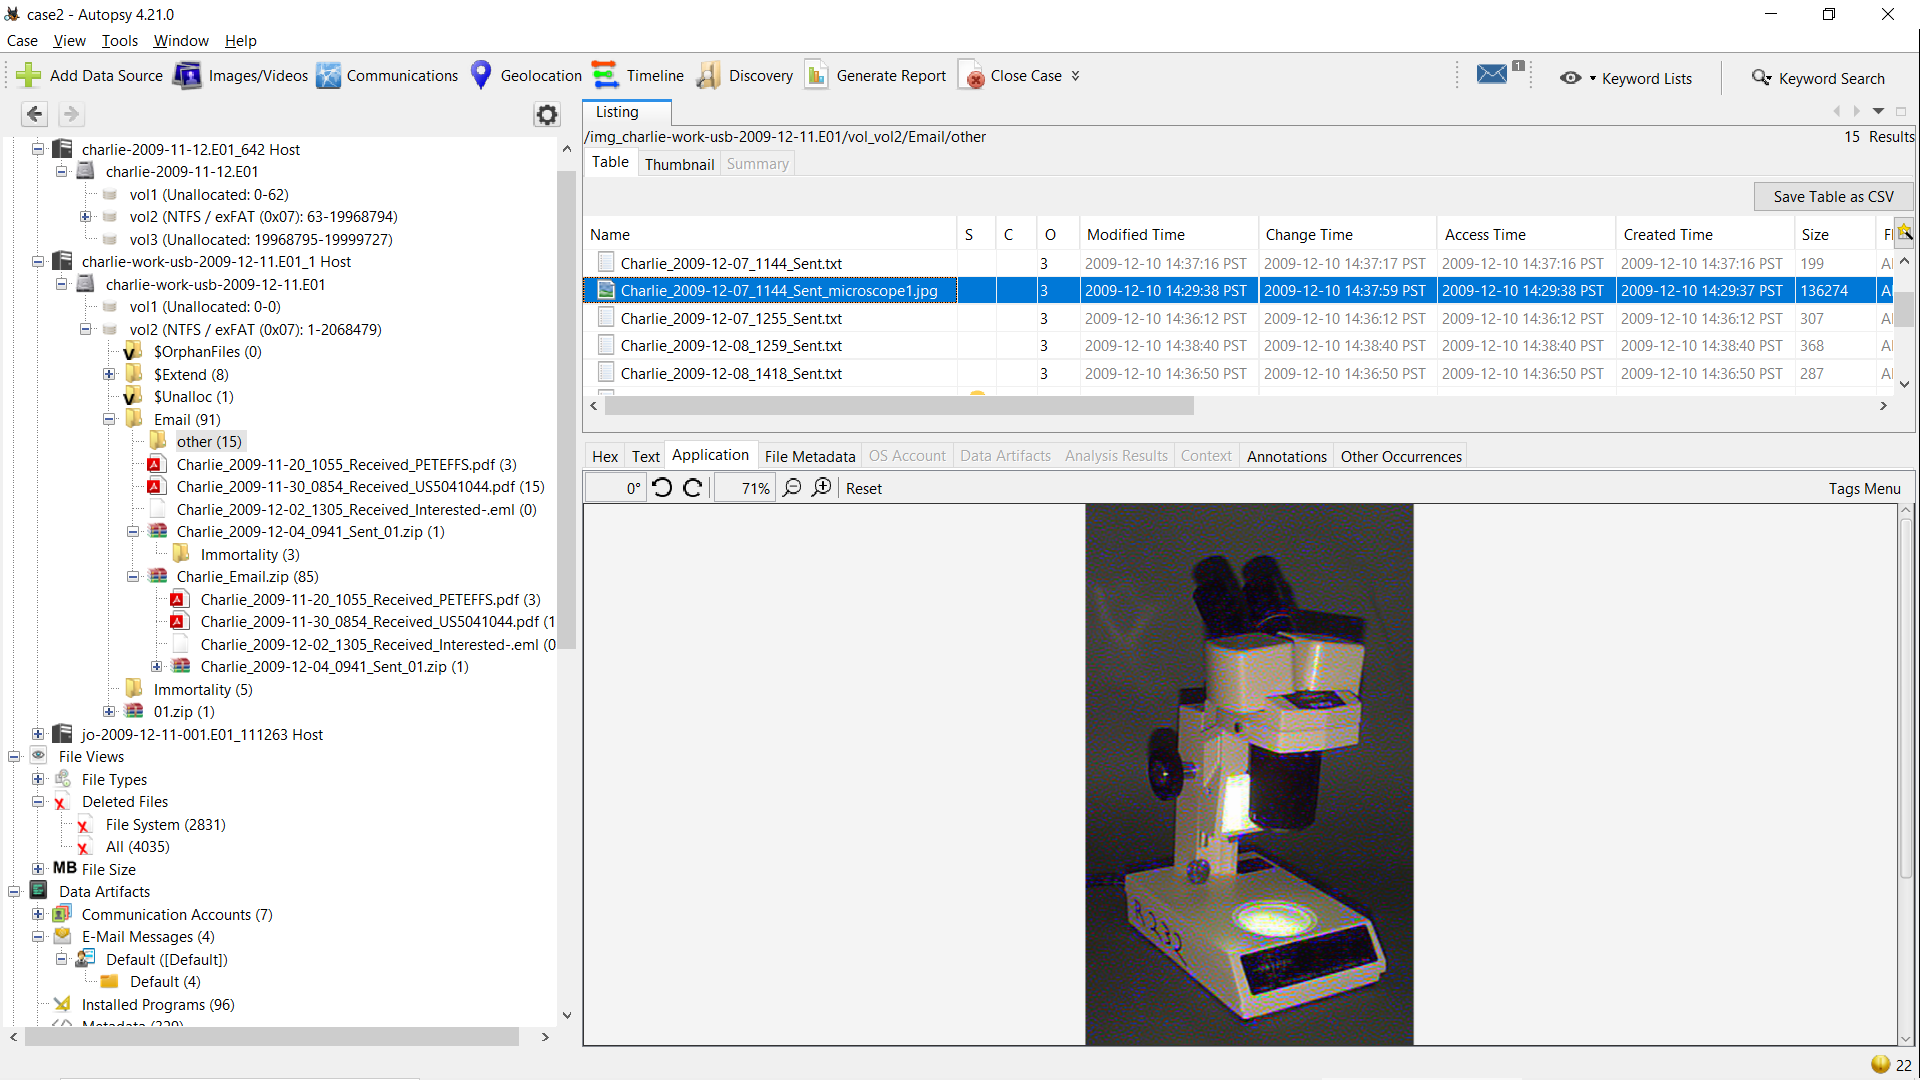 case2 - Autopsy 4.21.0
Case View Tools Window Help
Add Data Source Images/Videos Communications Geolocation Timeline Discovery Generate Report Close Case 1 Keyword Lists Keyword Search
charlie-2009-11-12.E01_642 Host
charlie-2009-11-12.E01
vol1 (Unallocated: 0-62)
vol2 (NTFS / exFAT (0x07): 63-19968794)
vol3 (Unallocated: 19968795-19999727)
charlie-work-usb-2009-12-11.E01_1 Host
charlie-work-usb-2009-12-11.E01
vol1 (Unallocated: 0-0)
vol2 (NTFS / exFAT (0x07): 1-2068479)
$OrphanFiles (0)
$Extend (8)
$Unalloc (1)
Email (91)
other (15)
Charlie_2009-11-20_1055_Received_PETEFFS.pdf (3)
Charlie_2009-11-30_0854_Received_US5041044.pdf (15)
Charlie_2009-12-02_1305_Received_Interested-.eml (0)
Charlie_2009-12-04_0941_Sent_01.zip (1)
Immortality (3)
Charlie_Email.zip (85)
Charlie_2009-11-20_1055_Received_PETEFFS.pdf (3)
Charlie_2009-11-30_0854_Received_US5041044.pdf (1
Charlie_2009-12-02_1305_Received_Interested-.eml (0
Charlie_2009-12-04_0941_Sent_01.zip (1)
Immortality (5)
01.zip (1)
jo-2009-12-11-001.E01_111263 Host
File Views
File Types
Deleted Files
File System (2831)
All (4035)
MB File Size
Data Artifacts
Communication Accounts (7)
E-Mail Messages (4)
Default ([Default])
Default (4)
Installed Programs (96)
Metadata (329)
Listing
/img_charlie-work-usb-2009-12-11.E01/vol_vol2/Email/other 15 Results
Table Thumbnail Summary
Save Table as CSV
Name S C O Modified Time Change Time Access Time Created Time Size Fl
Charlie_2009-12-07_1144_Sent.txt 3 2009-12-10 14:37:16 PST 2009-12-10 14:37:17 PST 2009-12-10 14:37:16 PST 2009-12-10 14:37:16 PST 199 Al
Charlie_2009-12-07_1144_Sent_microscope1.jpg 3 2009-12-10 14:29:38 PST 2009-12-10 14:37:59 PST 2009-12-10 14:29:38 PST 2009-12-10 14:29:37 PST 136274 Al
Charlie_2009-12-07_1255_Sent.txt 3 2009-12-10 14:36:12 PST 2009-12-10 14:36:12 PST 2009-12-10 14:36:12 PST 2009-12-10 14:36:12 PST 307 Al
Charlie_2009-12-08_1259_Sent.txt 3 2009-12-10 14:38:40 PST 2009-12-10 14:38:40 PST 2009-12-10 14:38:40 PST 2009-12-10 14:38:40 PST 368 Al
Charlie_2009-12-08_1418_Sent.txt 3 2009-12-10 14:36:50 PST 2009-12-10 14:36:50 PST 2009-12-10 14:36:50 PST 2009-12-10 14:36:50 PST 287 Al
Hex Text Application File Metadata OS Account Data Artifacts Analysis Results Context Annotations Other Occurrences
0° 71% Reset Tags Menu
R232
22